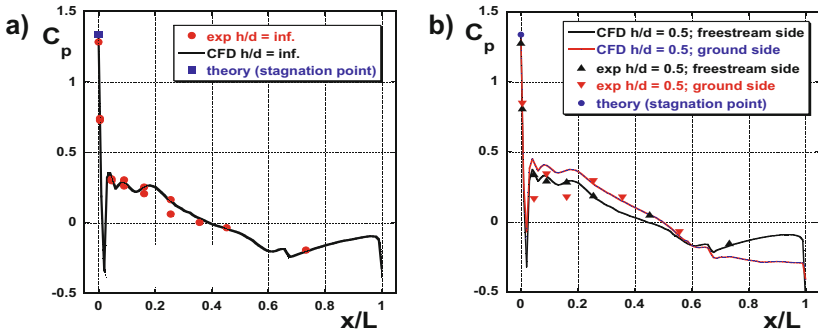 a)
C_p
1.5
1
0.5
0
-0.5
0
0.2
0.4
0.6
0.8
1
x/L
exp h/d = inf.
CFD h/d = inf.
theory (stagnation point)
b)
C_p
1.5
1
0.5
0
-0.5
0
0.2
0.4
0.6
0.8
1
x/L
CFD h/d = 0.5; freestream side
CFD h/d = 0.5; ground side
exp h/d = 0.5; freestream side
exp h/d = 0.5; ground side
theory (stagnation point)